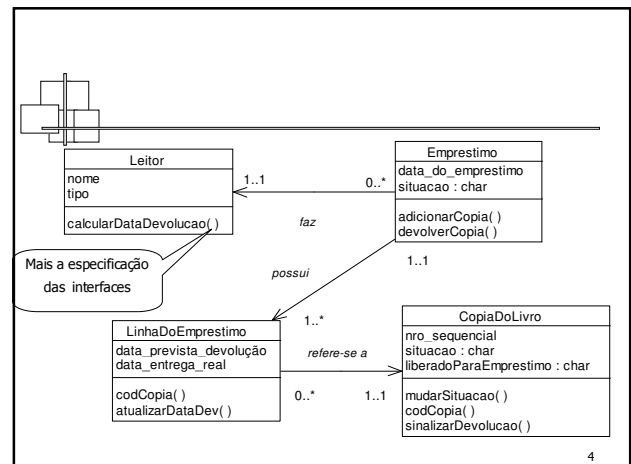 Leitor
nome
tipo
calcularDataDevolucao( )
1..1
0..*
faz
Emprestimo
data_do_emprestimo
situacao : char
adicionarCopia( )
devolverCopia( )
Mais a especificação
das interfaces
possui
1..1
1..*
LinhaDoEmprestimo
data_prevista_devolução
data_entrega_real
codCopia( )
atualizarDataDev( )
refere-se a
0..*
1..1
CopiaDoLivro
nro_sequencial
situacao : char
liberadoParaEmprestimo : char
mudarSituacao( )
codCopia( )
sinalizarDevolucao( )
4